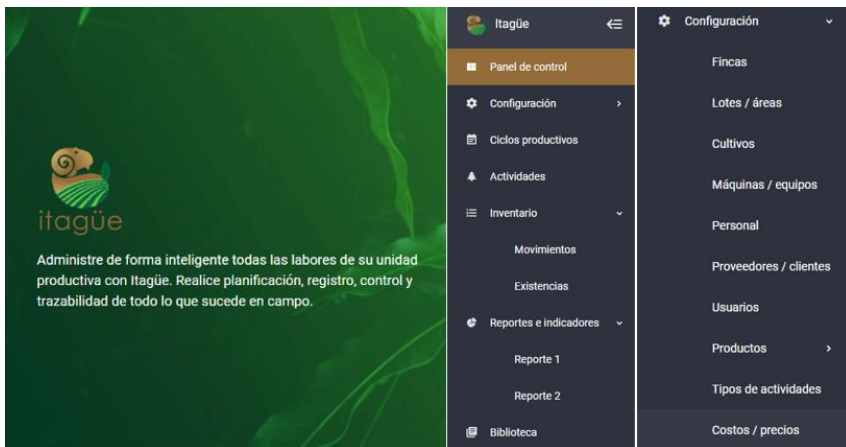 itagüe
Administre de forma inteligente todas las labores de su unidad
productiva con Itagüe. Realice planificación, registro, control y
trazabilidad de todo lo que sucede en campo.
Itagüe
Panel de control
Configuración
Ciclos productivos
Actividades
Inventario
Movimientos
Existencias
Reportes e indicadores
Reporte 1
Reporte 2
Biblioteca
Configuración
Fincas
Lotes / áreas
Cultivos
Máquinas / equipos
Personal
Proveedores / clientes
Usuarios
Productos
Tipos de actividades
Costos / precios